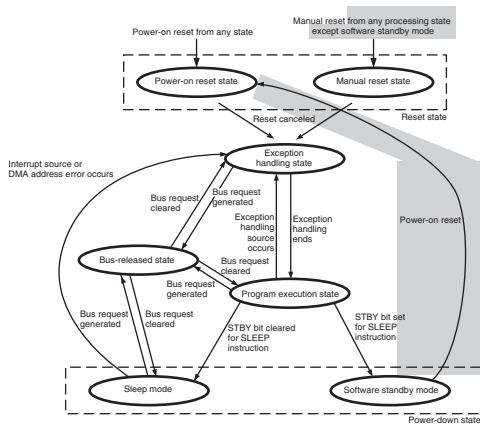 Power-on reset from any state
Manual reset from any processing state
except software standby mode
Power-on reset state
Manual reset state
Reset canceled
Reset state
Exception
handling state
Interrupt source or
DMA address error occurs
Bus request
cleared
Bus request
generated
Exception
handling
source
occurs
Exception
handling
ends
Power-on reset
Bus-released state
Bus request
cleared
Bus request
generated
Program execution state
Bus request
generated
Bus request
cleared
STBY bit cleared
for SLEEP
instruction
STBY bit set
for SLEEP
instruction
Sleep mode
Software standby mode
Power-down state